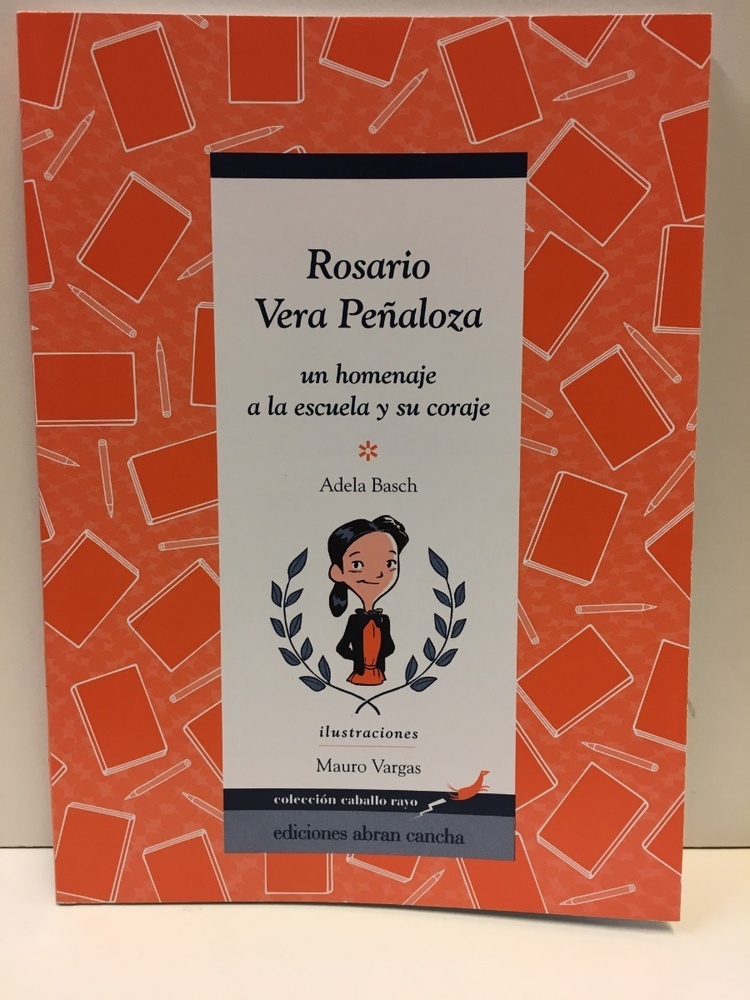 Rosario
Vera Peñaloza
un homenaje
a la escuela y su coraje
Adela Basch
ilustraciones
Mauro Vargas
colección caballo rayo
ediciones abran cancha